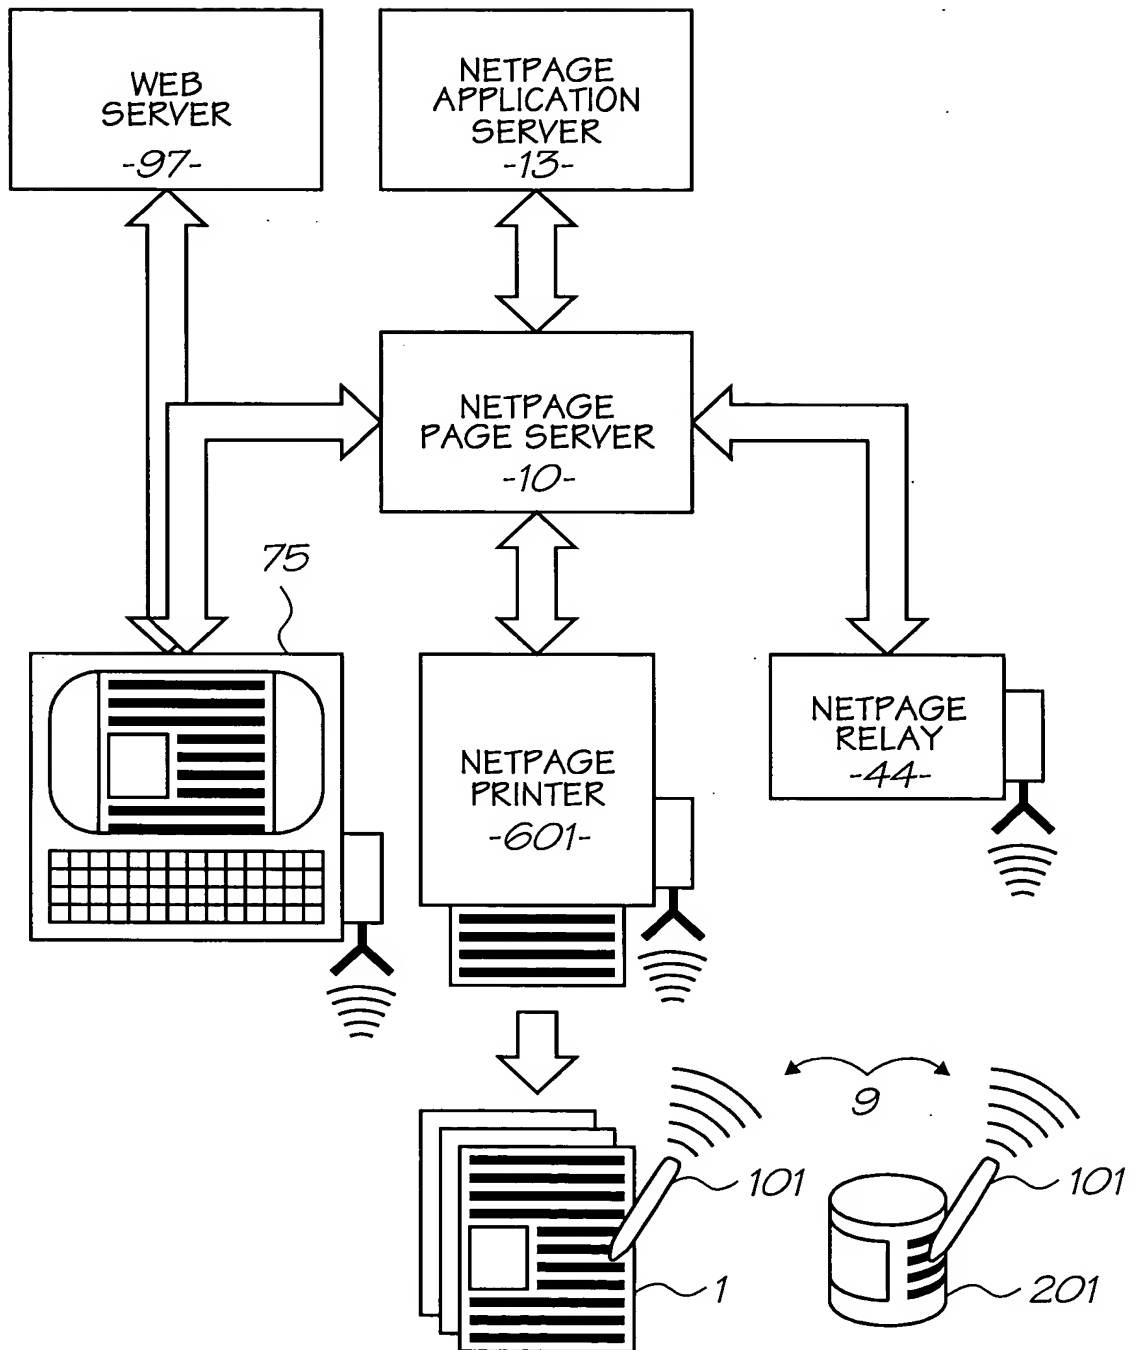 WEB
SERVER
-97-
NETPAGE
APPLICATION
SERVER
-13-
NETPAGE
PAGE SERVER
-10-
75
NETPAGE
PRINTER
-601-
NETPAGE
RELAY
-44-
9
101
101
1
201